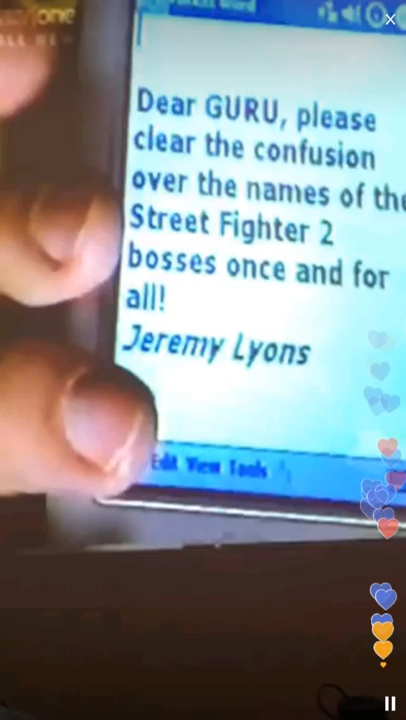 Dear GURU, please
clear the confusion
over the names of the
Street Fighter 2
bosses once and for
all!
Jeremy Lyons
Edit View Tools